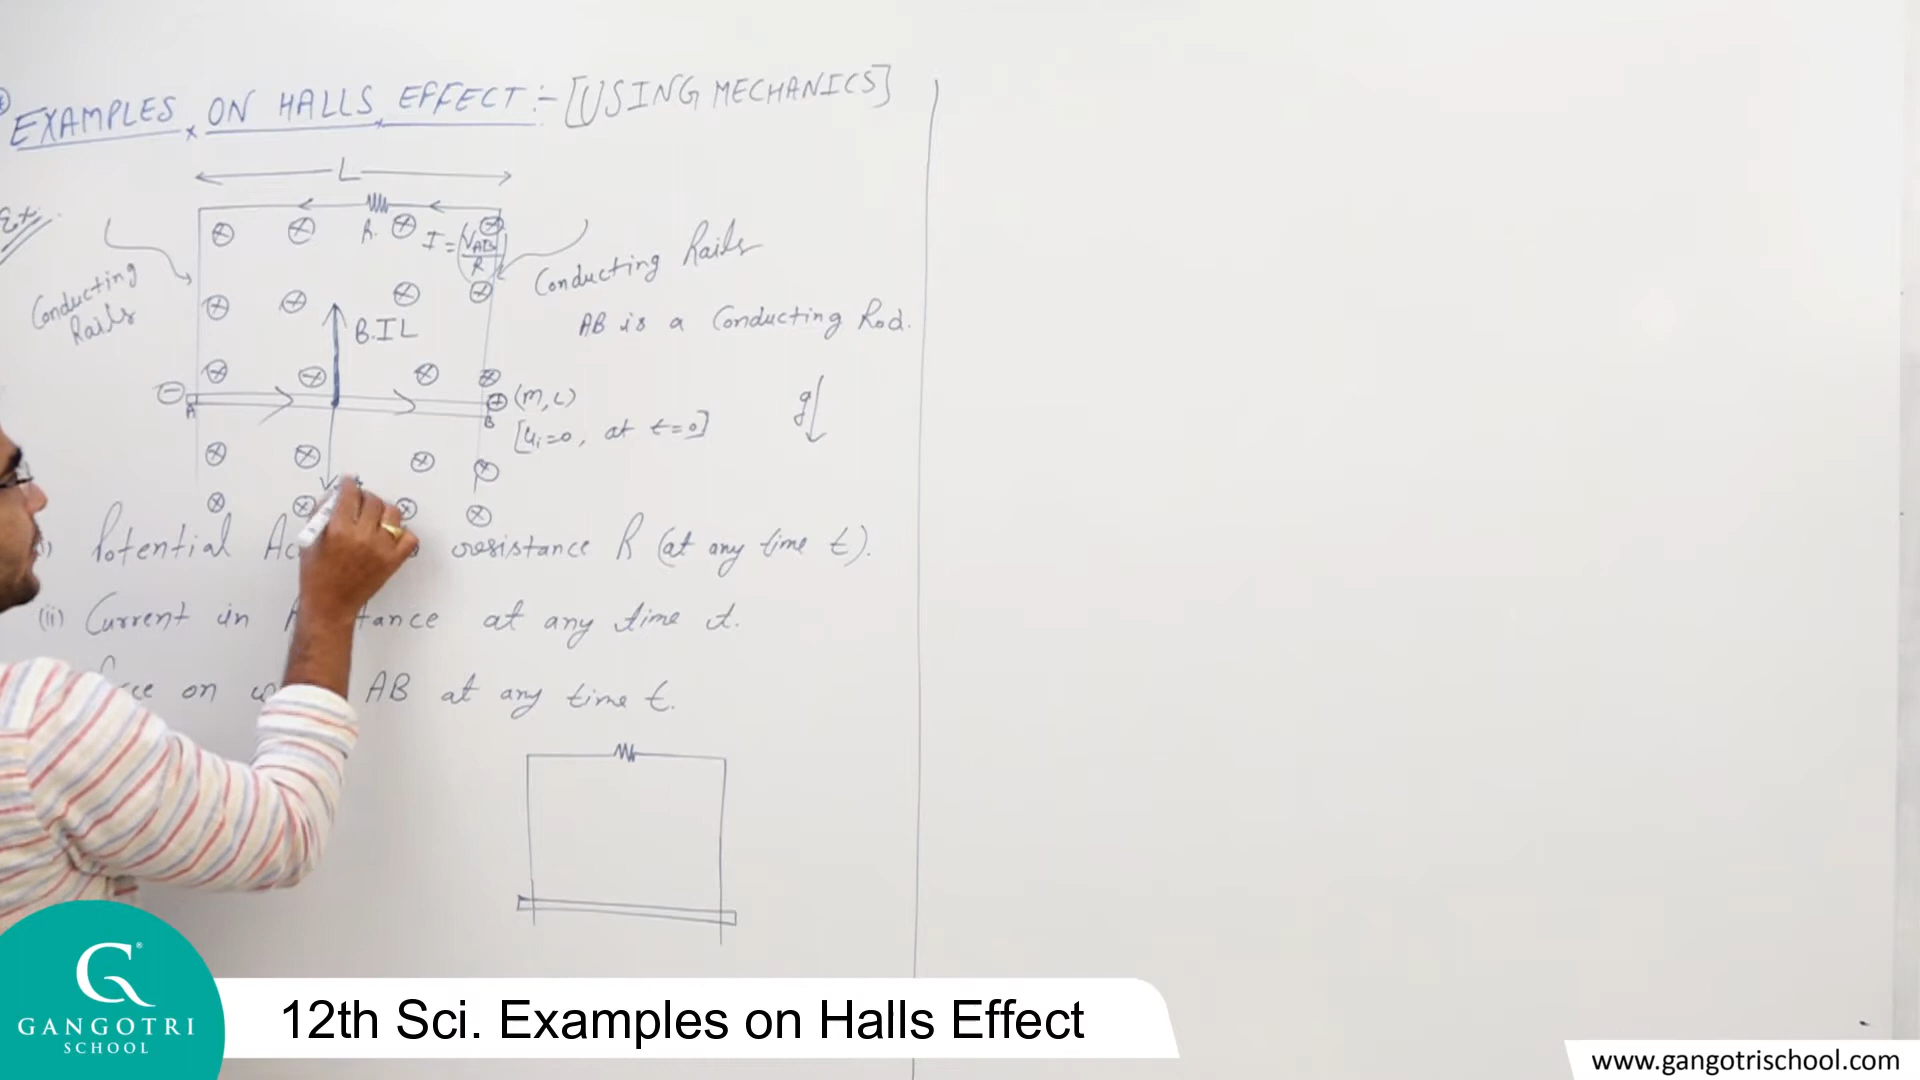 EXAMPLES ON HALLS EFFECT :- [USING MECHANICS]
L
Ex:
R.
I = V_AB / R
Conducting Rails
Conducting Rails
AB is a Conducting Rod.
B.IL
A
B
(m, L)
[u_i=0, at t=0]
g
i) Potential resistance R (at any time t).
(ii) Current in at any time t.
on AB at any time t.
GANGOTRI
SCHOOL
12th Sci. Examples on Halls Effect
www.gangotrischool.com